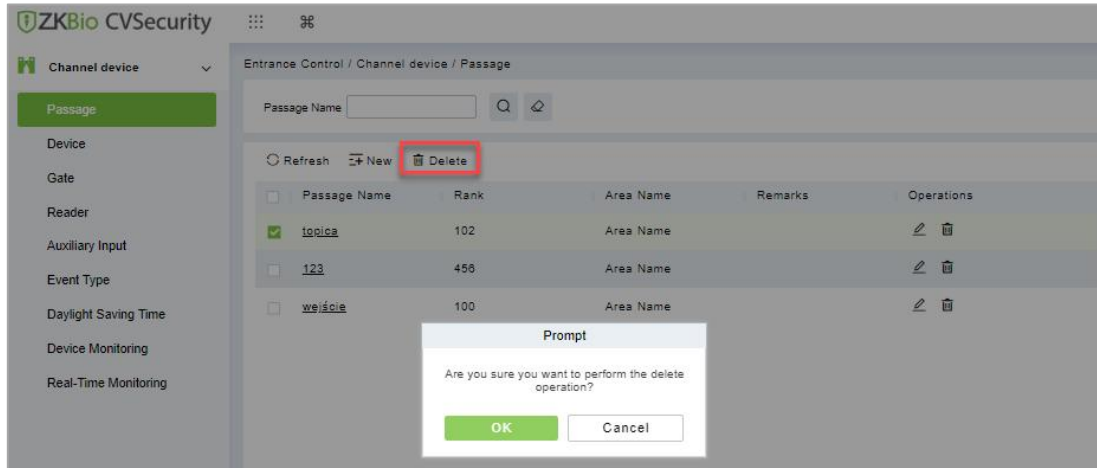 ZKBio CVSecurity
Channel device
Passage
Device
Gate
Reader
Auxiliary Input
Event Type
Daylight Saving Time
Device Monitoring
Real-Time Monitoring
Entrance Control / Channel device / Passage
Passage Name
Refresh New Delete
Passage Name Rank Area Name Remarks Operations
topica 102 Area Name
123 456 Area Name
wejście 100 Area Name
Prompt
Are you sure you want to perform the delete
operation?
OK Cancel